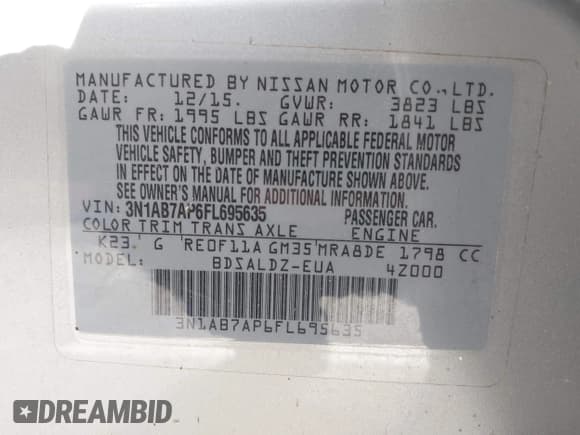 MANUFACTURED BY NISSAN MOTOR CO.,LTD.
DATE: 12/15. GVWR: 3823 LBS
GAWR FR: 1995 LBS GAWR RR: 1841 LBS
THIS VEHICLE CONFORMS TO ALL APPLICABLE FEDERAL MOTOR
VEHICLE SAFETY, BUMPER AND THEFT PREVENTION STANDARDS
IN EFFECT ON THE DATE OF MANUFACTURE SHOWN ABOVE.
SEE OWNER'S MANUAL FOR ADDITIONAL INFORMATION.
VIN: 3N1AB7AP6FL695635 PASSENGER CAR.
COLOR TRIM TRANS AXLE ENGINE
K23 G RE0F11A GM35 MRA8DE 1798 CC
MODEL: BDSALDZ-EUA 4Z000
3N1AB7AP6FL695635
DREAMBID